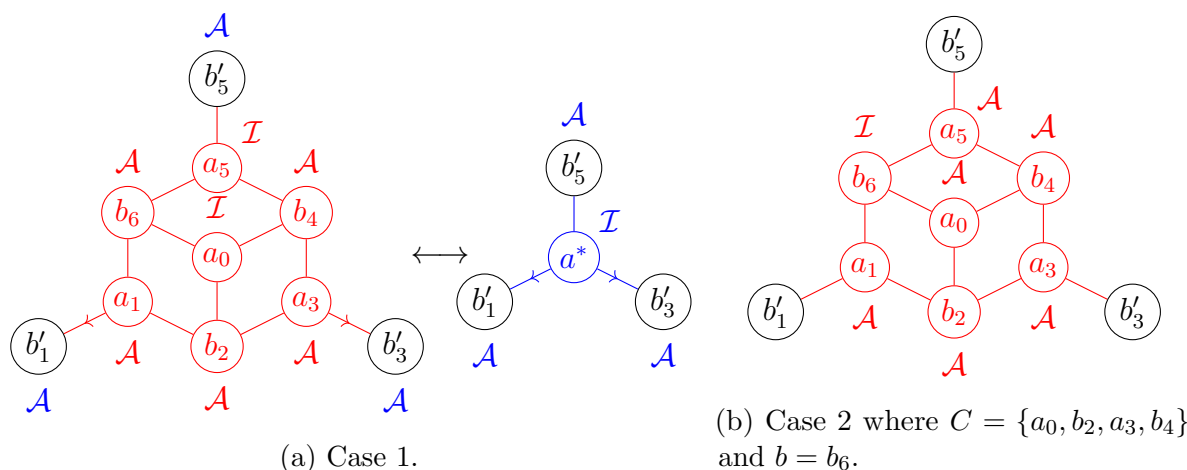 𝒜
b′₅
ℐ
a₅
𝒜
𝒜
b₆
ℐ
b₄
a₀
a₁
a₃
b′₁
b₂
b′₃
𝒜
𝒜
𝒜
𝒜
𝒜
↔
𝒜
b′₅
ℐ
a*
b′₁
b′₃
𝒜
𝒜
(a) Case 1.
b′₅
𝒜
a₅
ℐ
𝒜
b₆
𝒜
b₄
a₀
a₁
a₃
b′₁
b₂
b′₃
𝒜
𝒜
𝒜
(b) Case 2 where C = {a₀, b₂, a₃, b₄}
and b = b₆.